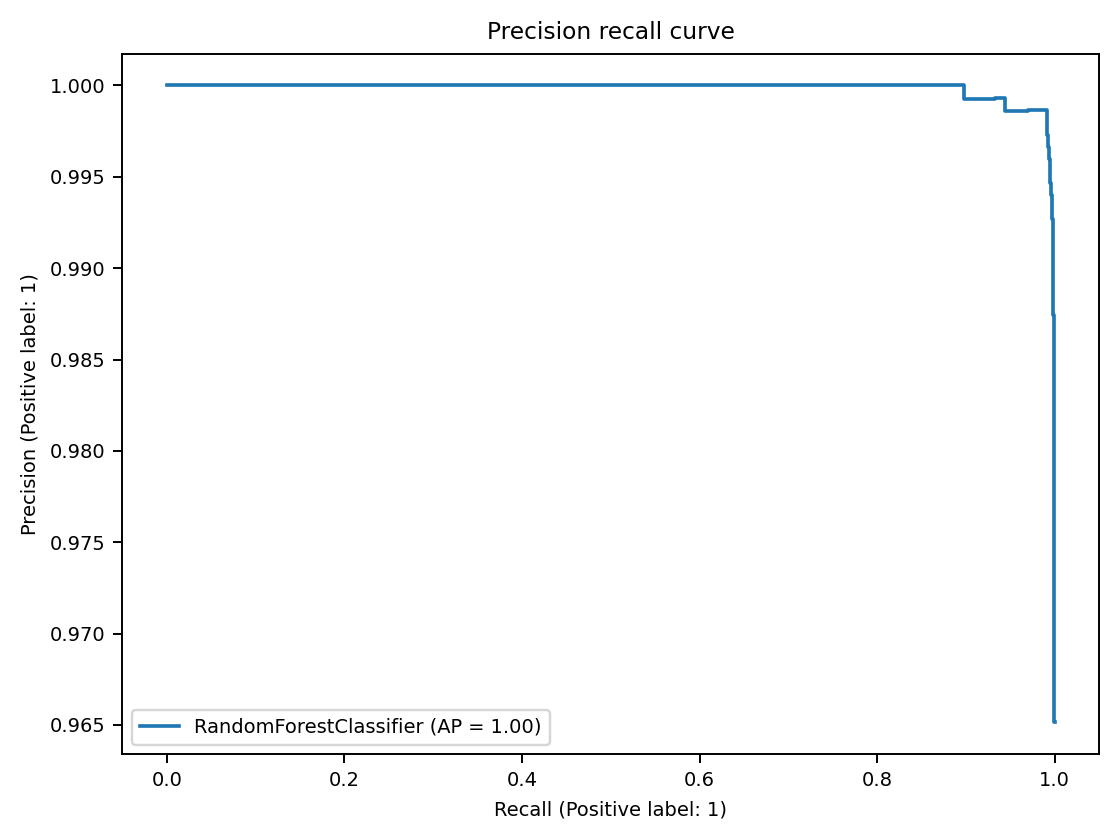 Precision recall curve
1.000
0.995
0.990
0.985
0.980
0.975
0.970
0.965
Precision (Positive label: 1)
RandomForestClassifier (AP = 1.00)
0.0 0.2 0.4 0.6 0.8 1.0
Recall (Positive label: 1)